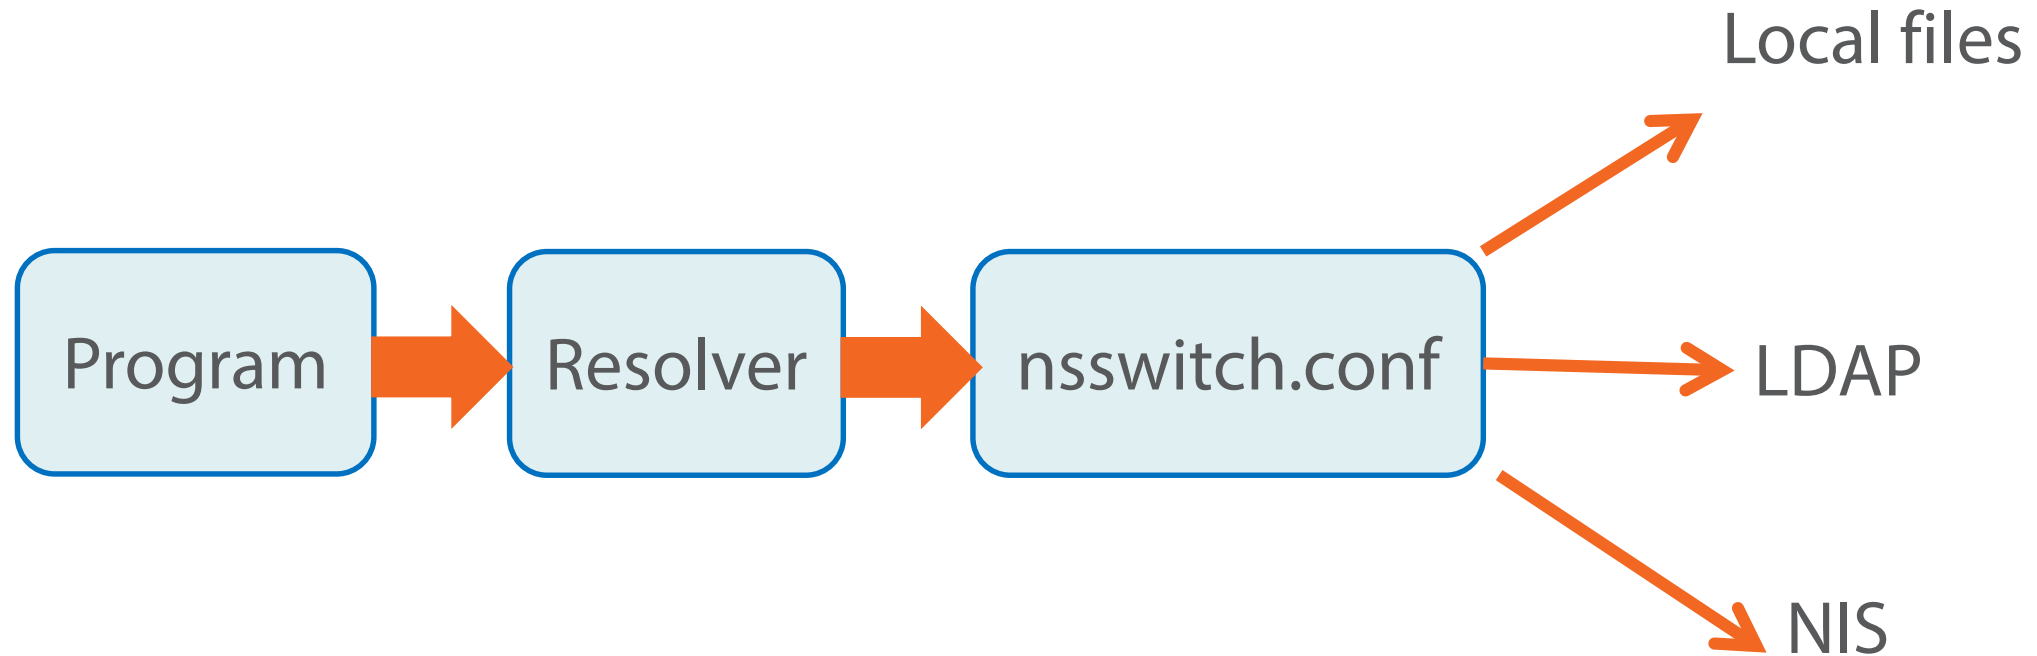 Local files
Program
Resolver
nsswitch.conf
LDAP
NIS